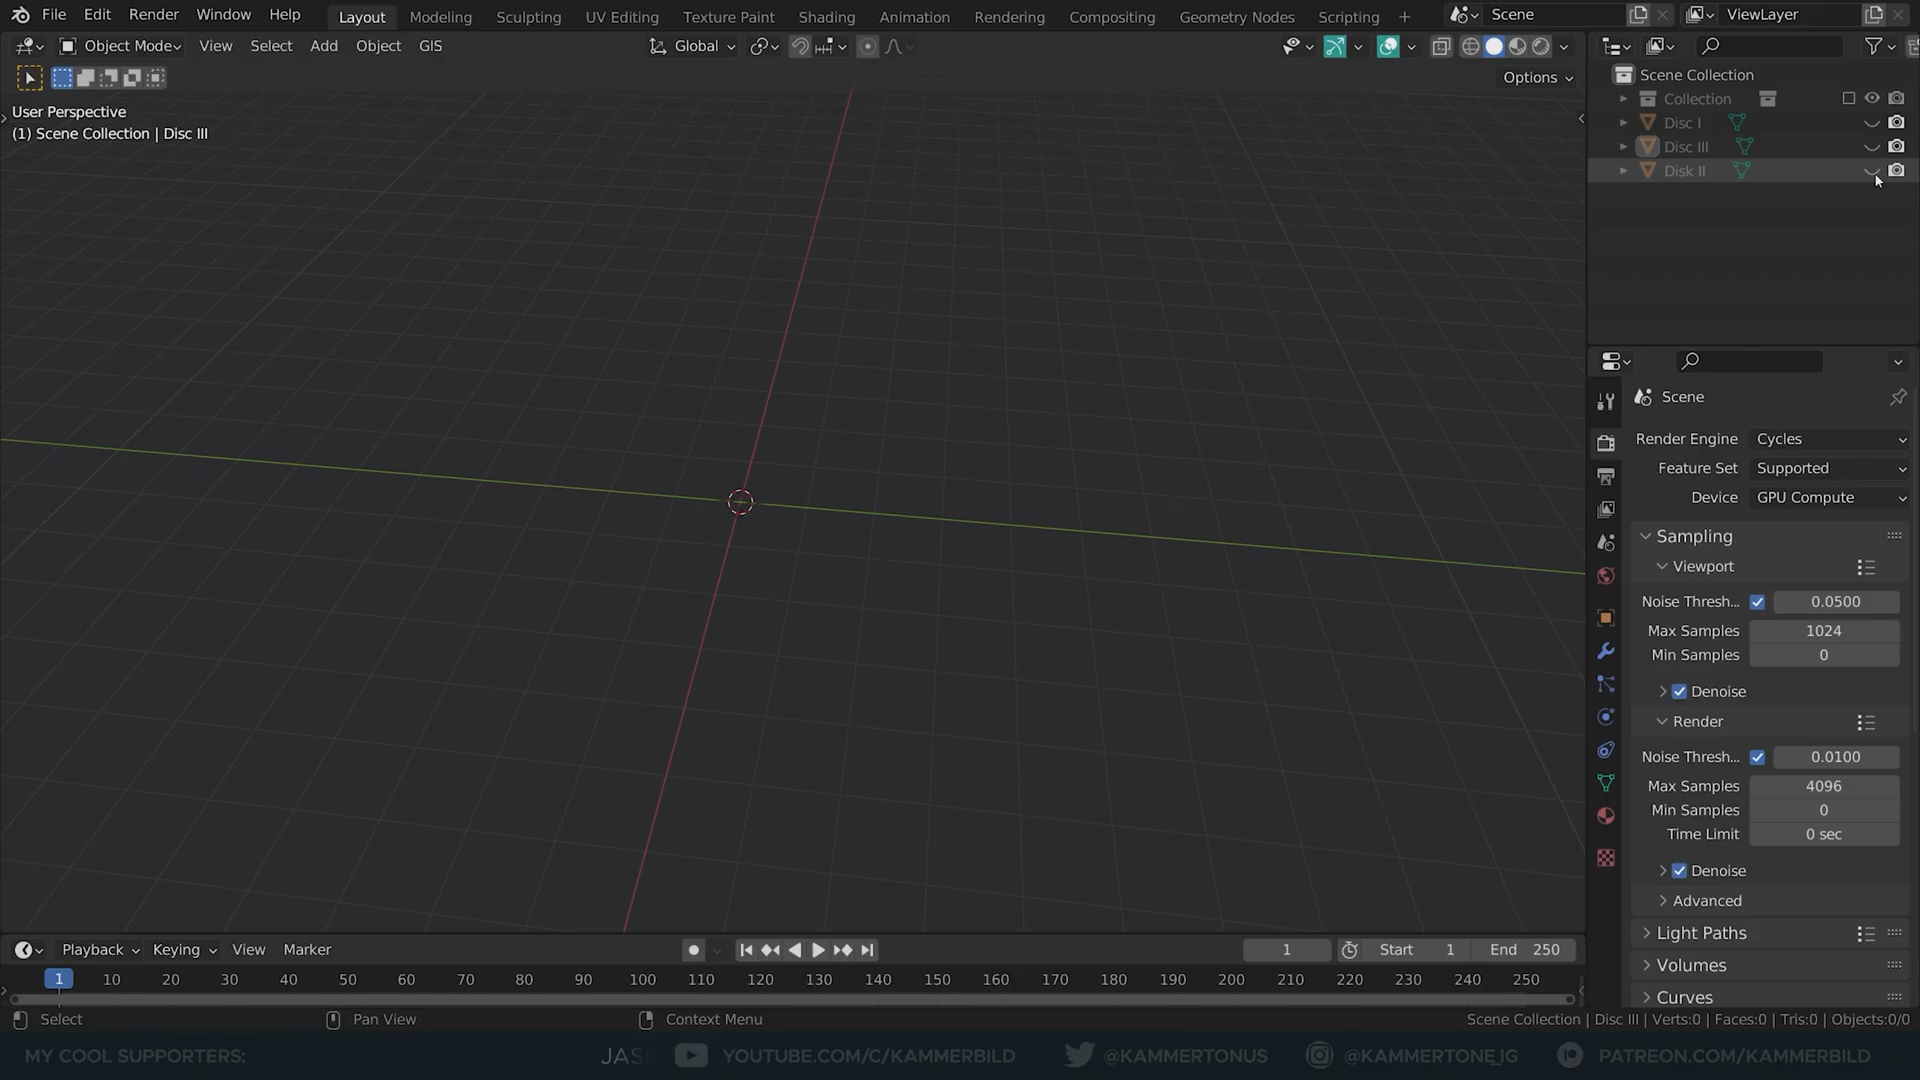 File Edit Render Window Help Layout Modeling Sculpting UV Editing Texture Paint Shading Animation Rendering Compositing Geometry Nodes Scripting + Scene ViewLayer
Object Mode View Select Add Object GIS Global
Options
User Perspective
(1) Scene Collection | Disc III
Scene Collection
Collection
Disc I
Disc III
Disk II
Scene
Render Engine Cycles
Feature Set Supported
Device GPU Compute
Sampling
Viewport
Noise Thresh... 0.0500
Max Samples 1024
Min Samples 0
Denoise
Render
Noise Thresh... 0.0100
Max Samples 4096
Min Samples 0
Time Limit 0 sec
Denoise
Advanced
Light Paths
Volumes
Curves
Playback Keying View Marker 1 Start 1 End 250
1 10 20 30 40 50 60 70 80 90 100 110 120 130 140 150 160 170 180 190 200 210 220 230 240 250
Select Pan View Context Menu Scene Collection | Disc III | Verts:0 | Faces:0 | Tris:0 | Objects:0/0
MY COOL SUPPORTERS: YOUTUBE.COM/C/KAMMERBILD @KAMMERTONUS @KAMMERTONE_IG PATREON.COM/KAMMERBILD